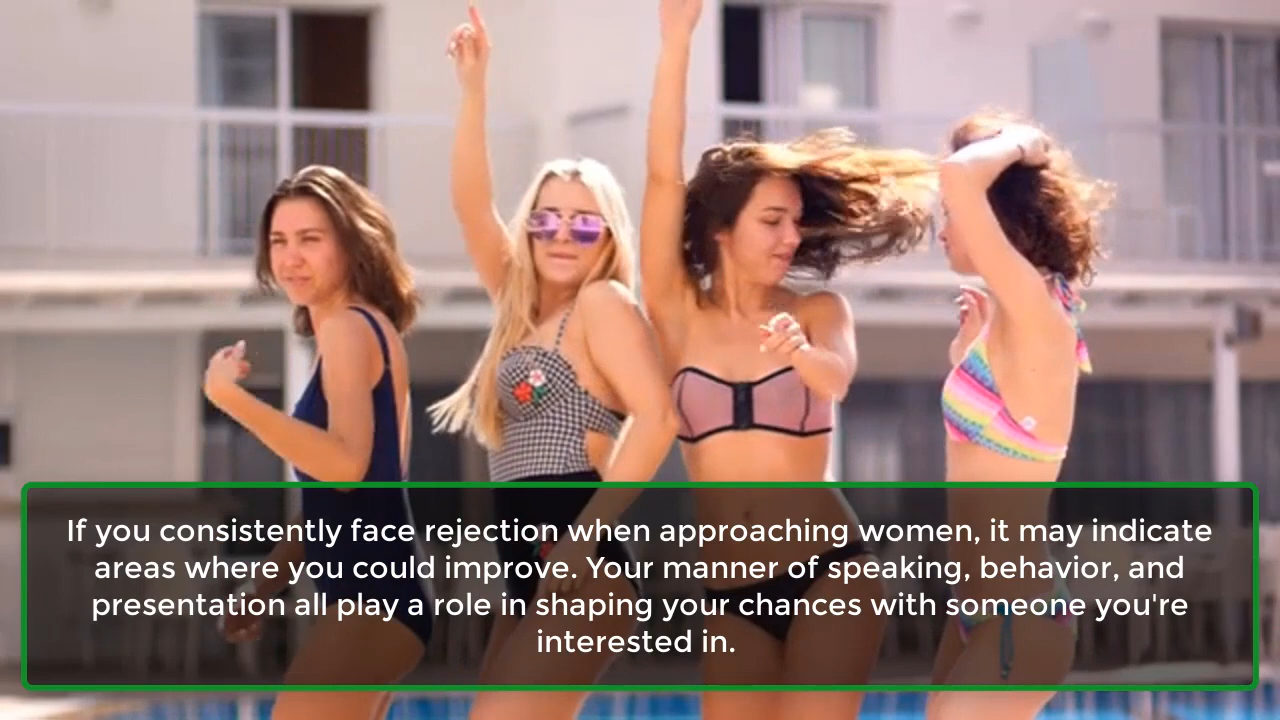 If you consistently face rejection when approaching women, it may indicate
areas where you could improve. Your manner of speaking, behavior, and
presentation all play a role in shaping your chances with someone you're
interested in.